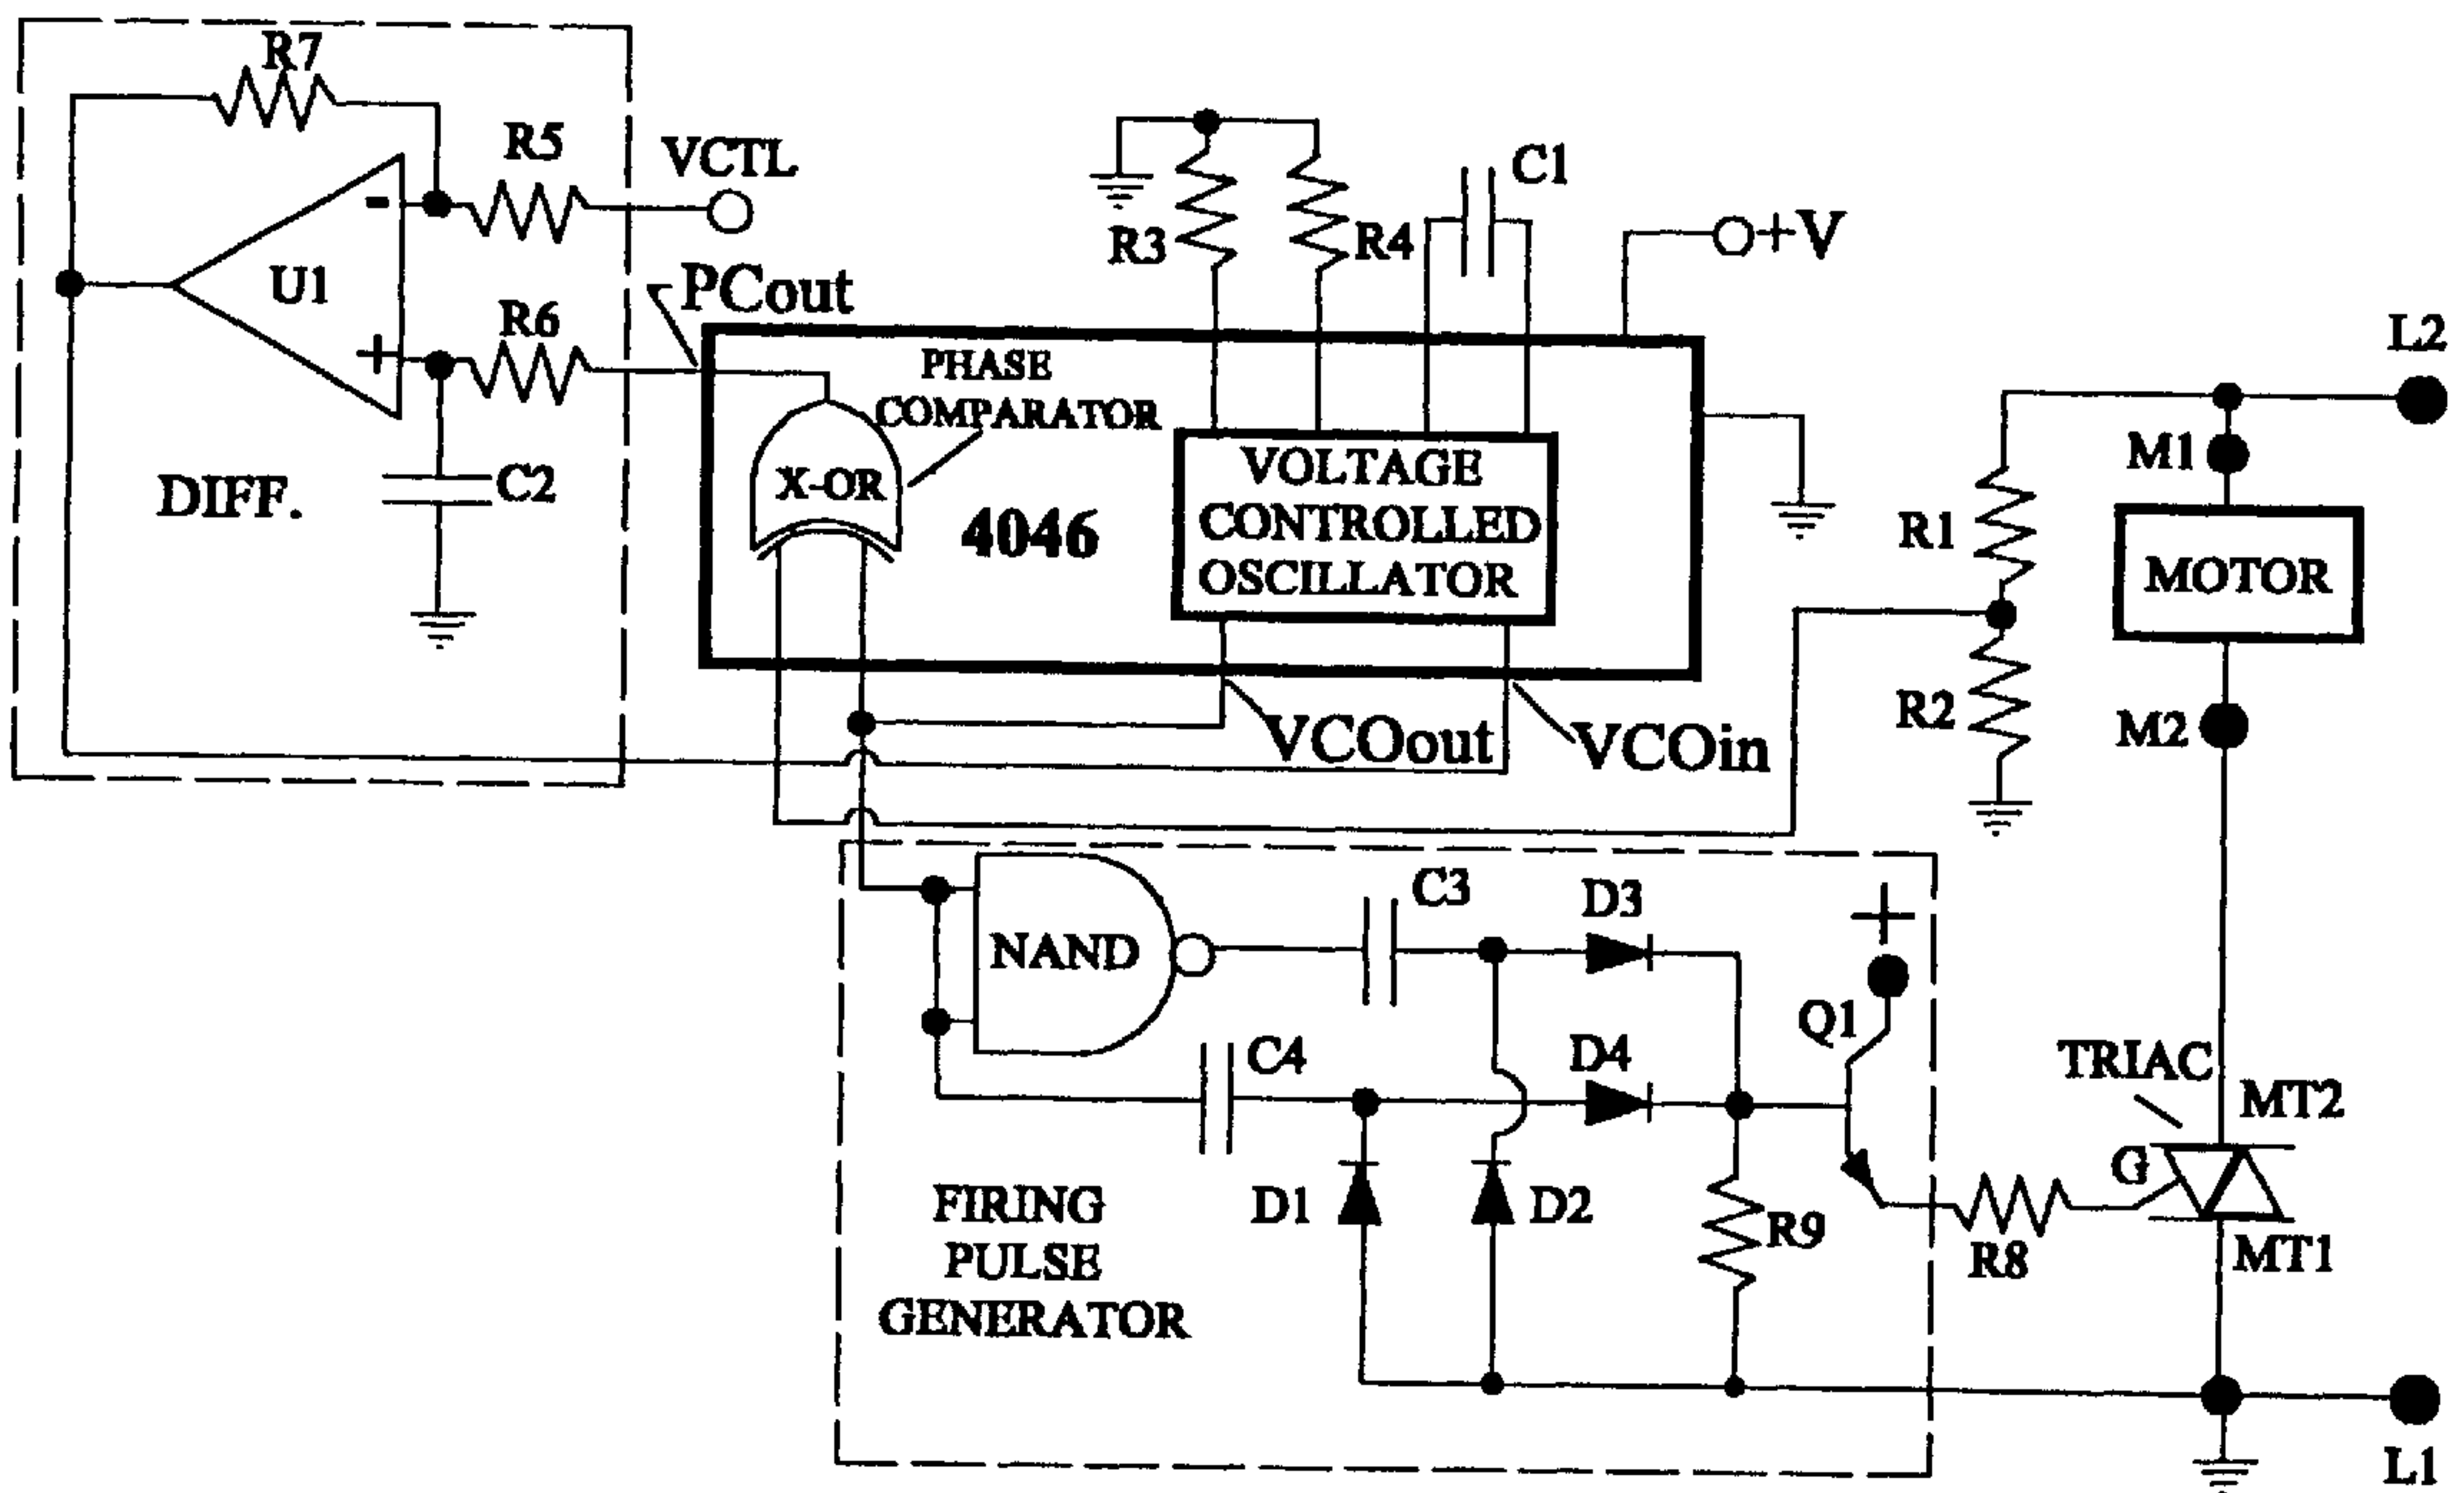 R7
R5
VCTL
U1
-
+
R6
PCout
C2
DIFF.
R3
R4
C1
+V
PHASE
COMPARATOR
X-OR
4046
VOLTAGE
CONTROLLED
OSCILLATOR
VCOout
VCOin
L2
M1
R1
MOTOR
R2
M2
NAND
C3
D3
+
Q1
C4
D4
TRIAC
MT2
G
D1
D2
R9
R8
MT1
FIRING
PULSE
GENERATOR
L1